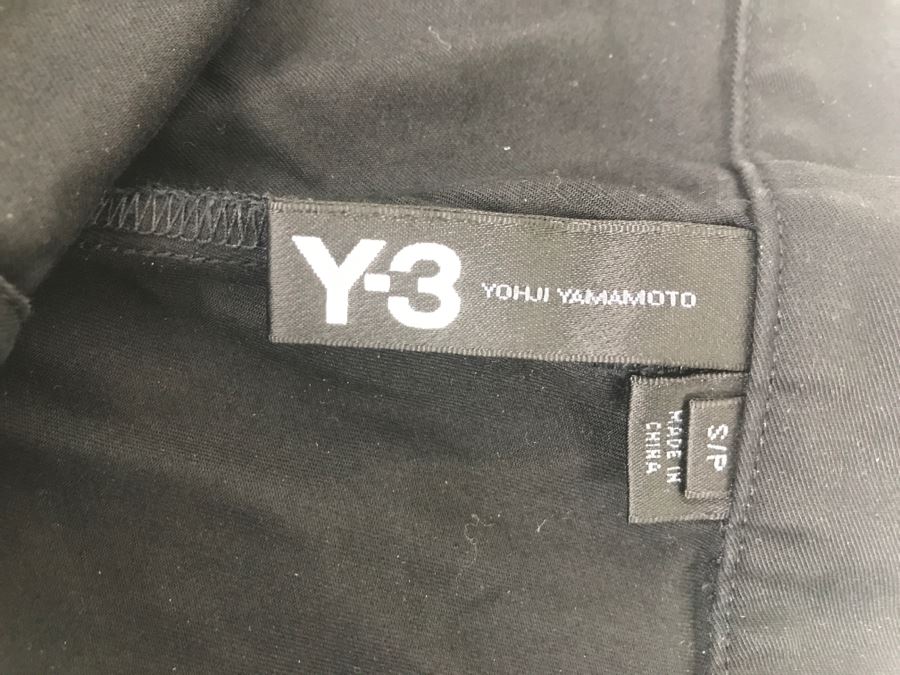 Y-3 YOHJI YAMAMOTO
S/P
MADE IN
CHINA